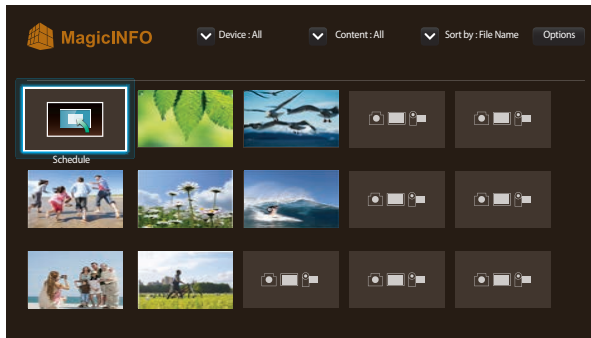 MagicINFO
Device : All
Content : All
Sort by : File Name
Options
Schedule